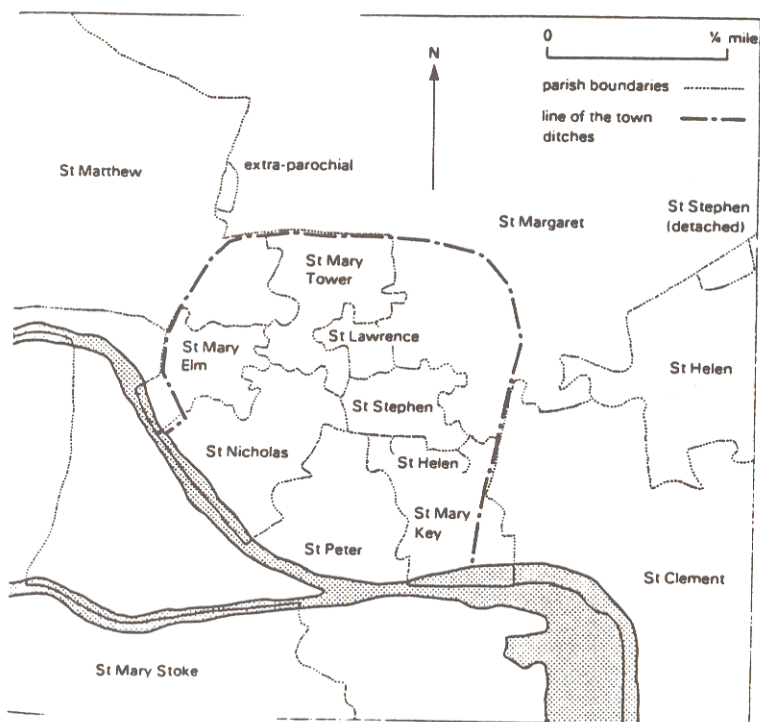 0 ¼ mile
N
parish boundaries
line of the town
ditches
extra-parochial
St Matthew
St Margaret
St Stephen
(detached)
St Mary
Tower
St Lawrence
St Mary
Elm
St Helen
St Stephen
St Nicholas
St Helen
St Mary
Key
St Peter
St Clement
St Mary Stoke